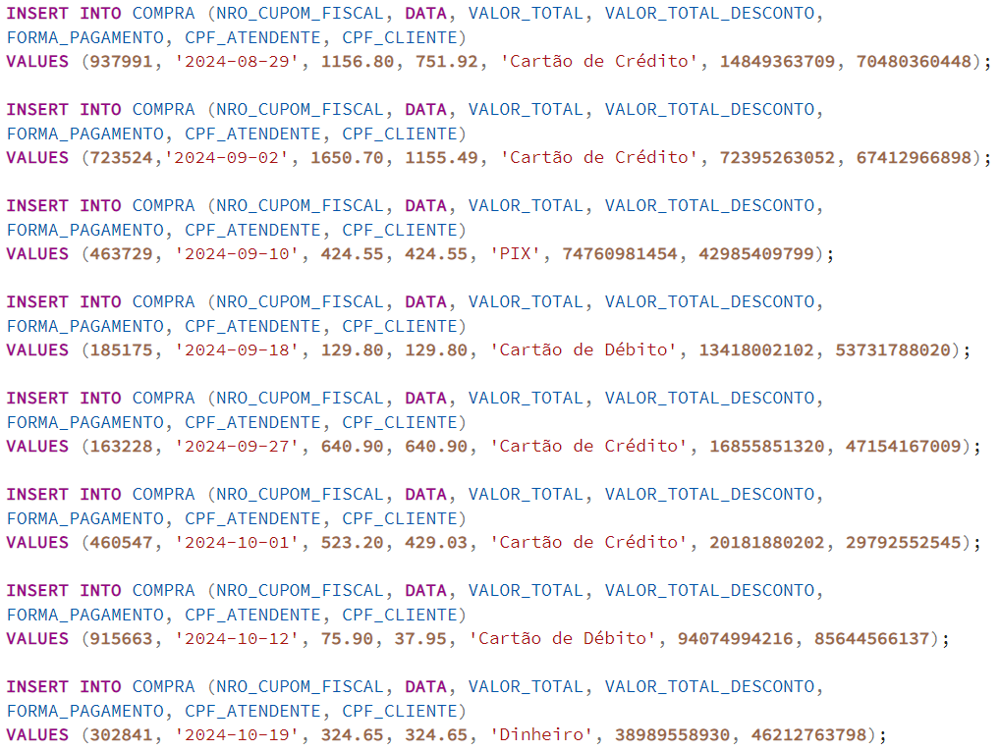 INSERT INTO COMPRA (NRO_CUPOM_FISCAL, DATA, VALOR_TOTAL, VALOR_TOTAL_DESCONTO,
FORMA_PAGAMENTO, CPF_ATENDENTE, CPF_CLIENTE)
VALUES (937991, '2024-08-29', 1156.80, 751.92, 'Cartão de Crédito', 14849363709, 70480360448);
INSERT INTO COMPRA (NRO_CUPOM_FISCAL, DATA, VALOR_TOTAL, VALOR_TOTAL_DESCONTO,
FORMA_PAGAMENTO, CPF_ATENDENTE, CPF_CLIENTE)
VALUES (723524,'2024-09-02', 1650.70, 1155.49, 'Cartão de Crédito', 72395263052, 67412966898);
INSERT INTO COMPRA (NRO_CUPOM_FISCAL, DATA, VALOR_TOTAL, VALOR_TOTAL_DESCONTO,
FORMA_PAGAMENTO, CPF_ATENDENTE, CPF_CLIENTE)
VALUES (463729, '2024-09-10', 424.55, 424.55, 'PIX', 74760981454, 42985409799);
INSERT INTO COMPRA (NRO_CUPOM_FISCAL, DATA, VALOR_TOTAL, VALOR_TOTAL_DESCONTO,
FORMA_PAGAMENTO, CPF_ATENDENTE, CPF_CLIENTE)
VALUES (185175, '2024-09-18', 129.80, 129.80, 'Cartão de Débito', 13418002102, 53731788020);
INSERT INTO COMPRA (NRO_CUPOM_FISCAL, DATA, VALOR_TOTAL, VALOR_TOTAL_DESCONTO,
FORMA_PAGAMENTO, CPF_ATENDENTE, CPF_CLIENTE)
VALUES (163228, '2024-09-27', 640.90, 640.90, 'Cartão de Crédito', 16855851320, 47154167009);
INSERT INTO COMPRA (NRO_CUPOM_FISCAL, DATA, VALOR_TOTAL, VALOR_TOTAL_DESCONTO,
FORMA_PAGAMENTO, CPF_ATENDENTE, CPF_CLIENTE)
VALUES (460547, '2024-10-01', 523.20, 429.03, 'Cartão de Crédito', 20181880202, 29792552545);
INSERT INTO COMPRA (NRO_CUPOM_FISCAL, DATA, VALOR_TOTAL, VALOR_TOTAL_DESCONTO,
FORMA_PAGAMENTO, CPF_ATENDENTE, CPF_CLIENTE)
VALUES (915663, '2024-10-12', 75.90, 37.95, 'Cartão de Débito', 94074994216, 85644566137);
INSERT INTO COMPRA (NRO_CUPOM_FISCAL, DATA, VALOR_TOTAL, VALOR_TOTAL_DESCONTO,
FORMA_PAGAMENTO, CPF_ATENDENTE, CPF_CLIENTE)
VALUES (302841, '2024-10-19', 324.65, 324.65, 'Dinheiro', 38989558930, 46212763798);